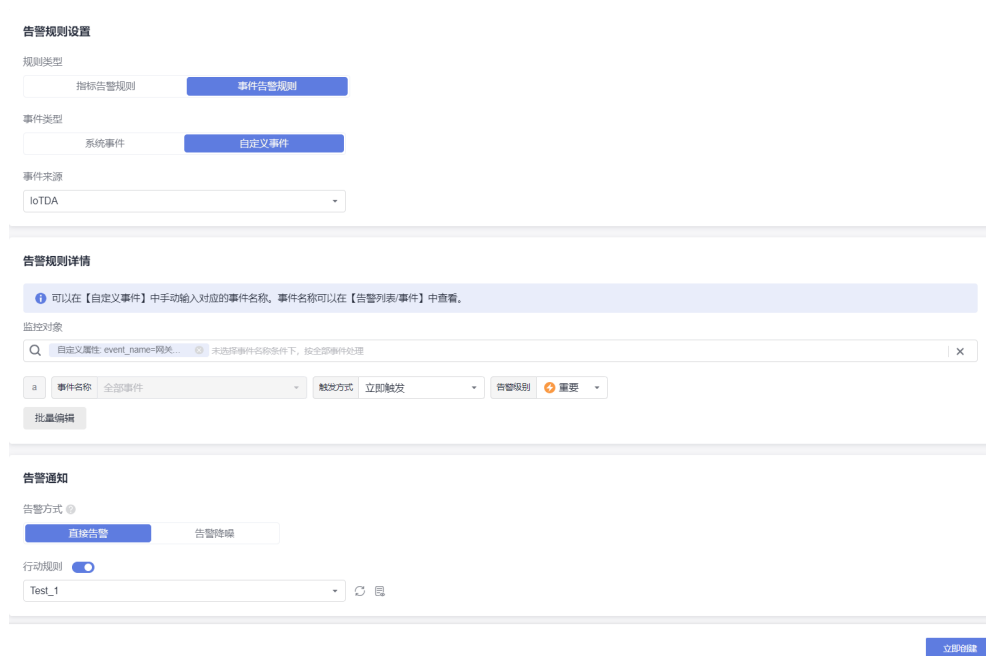 告警规则设置
规则类型
指标告警规则 事件告警规则
事件类型
系统事件 自定义事件
事件来源
IoTDA
告警规则详情
可以在【自定义事件】中手动输入对应的事件名称。事件名称可以在【告警列表/事件】中查看。
监控对象
自定义属性: event_name=网关... 未选择事件名称条件下，按全部事件处理
a 事件名称 全部事件 触发方式 立即触发 告警级别 重要
批量编辑
告警通知
告警方式
直接告警 告警降噪
行动规则
Test_1
立即创建